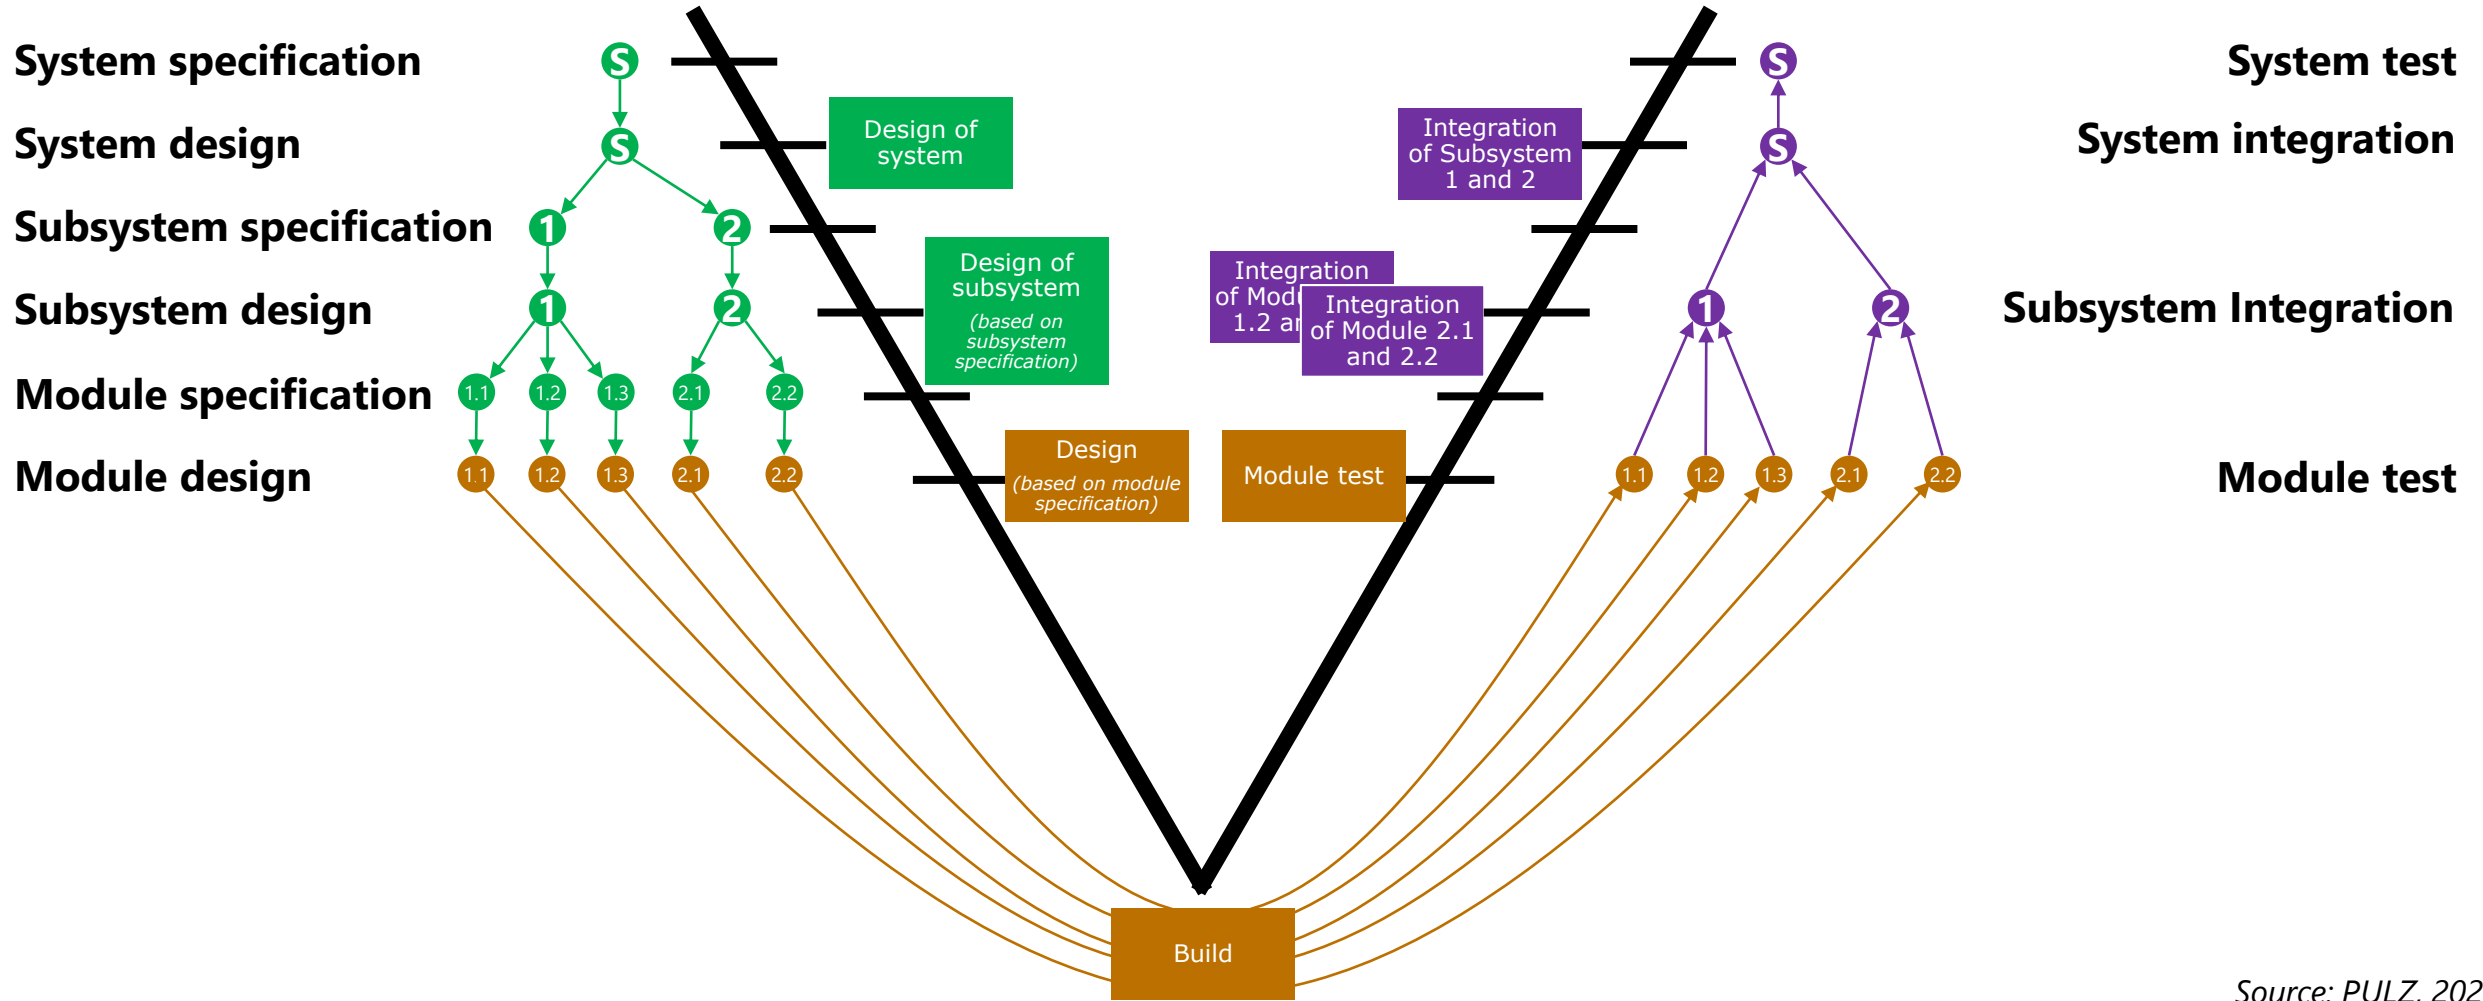 System specification
System design
Subsystem specification
Subsystem design
Module specification
Module design
S
S
1
2
1
2
1.1
1.2
1.3
2.1
2.2
1.1
1.2
1.3
2.1
2.2
Design of
system
Design of
subsystem
(based on
subsystem
specification)
Design
(based on module
specification)
Integration
of Subsystem
1 and 2
Integration
of
1.2
Integration
of Module 2.1
and 2.2
Module test
Build
S
S
1
2
1.1
1.2
1.3
2.1
2.2
System test
System integration
Subsystem Integration
Module test
Source: PULZ, 202